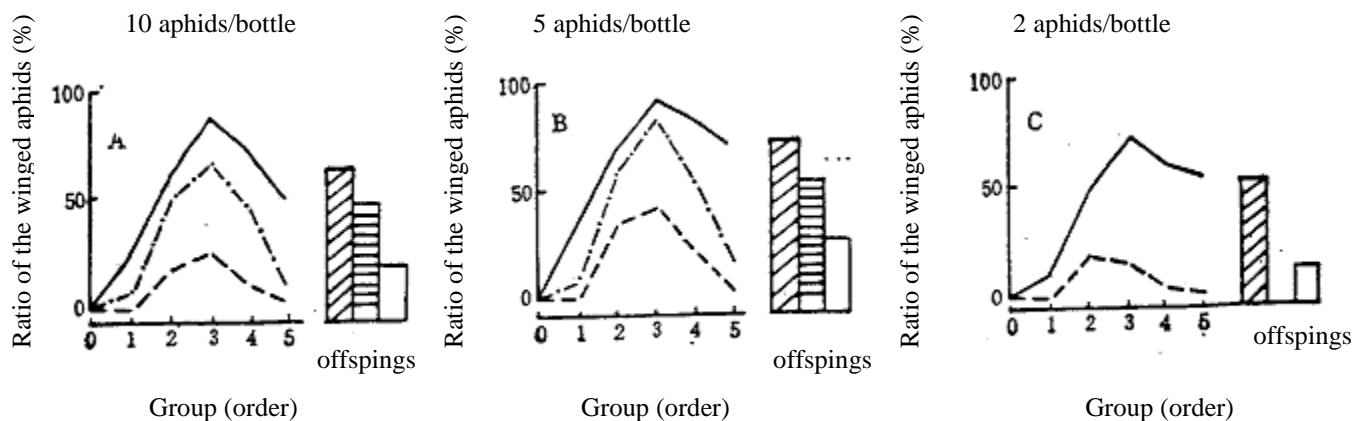 10 aphids/bottle
Ratio of the winged aphids (%)
100
50
0
A
0 1 2 3 4 5
offspings
Group (order)
5 aphids/bottle
Ratio of the winged aphids (%)
100
50
0
B
...
0 1 2 3 4 5
offspings
Group (order)
2 aphids/bottle
Ratio of the winged aphids (%)
100
50
0
C
0 1 2 3 4 5
offspings
Group (order)